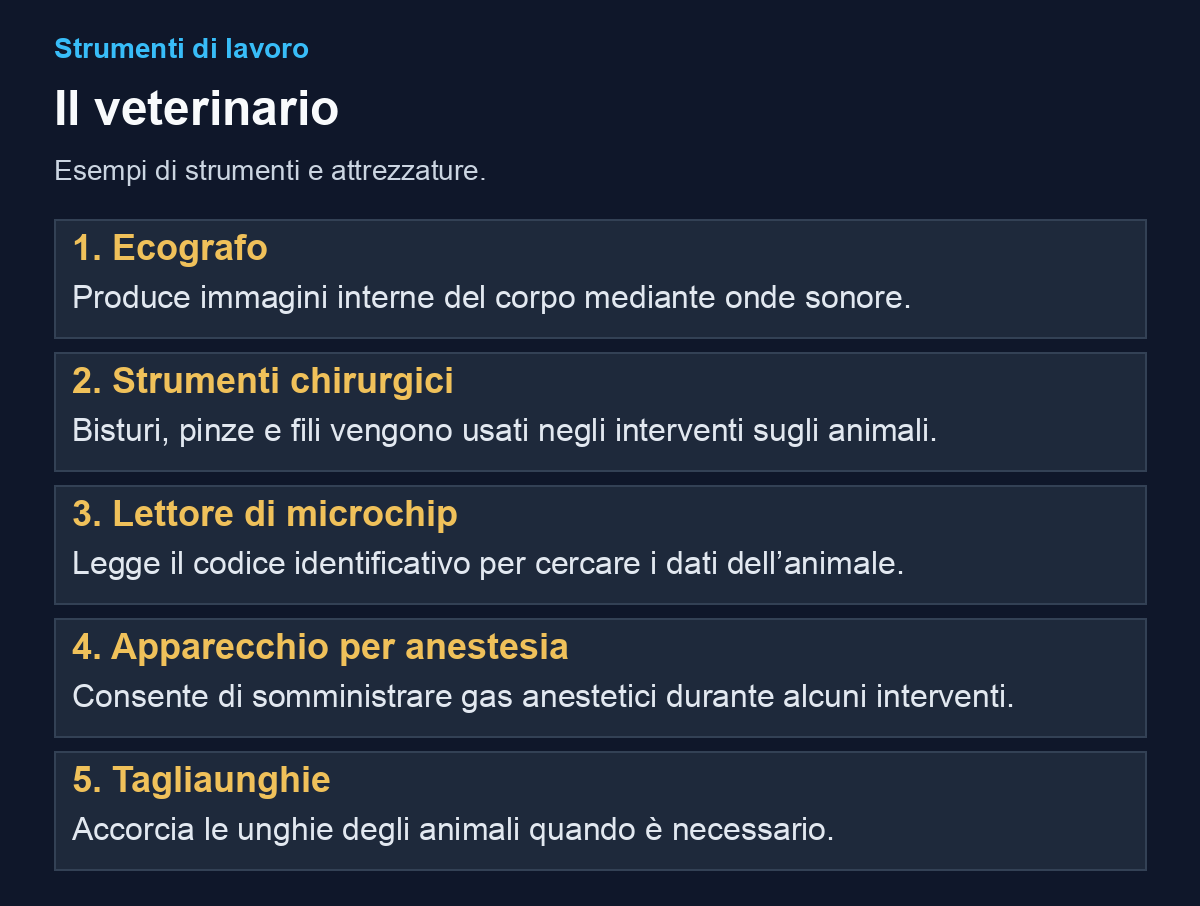 Strumenti di lavoro
Il veterinario
Esempi di strumenti e attrezzature.
1. Ecografo
Produce immagini interne del corpo mediante onde sonore.
2. Strumenti chirurgici
Bisturi, pinze e fili vengono usati negli interventi sugli animali.
3. Lettore di microchip
Legge il codice identificativo per cercare i dati dell’animale.
4. Apparecchio per anestesia
Consente di somministrare gas anestetici durante alcuni interventi.
5. Tagliaunghie
Accorcia le unghie degli animali quando è necessario.